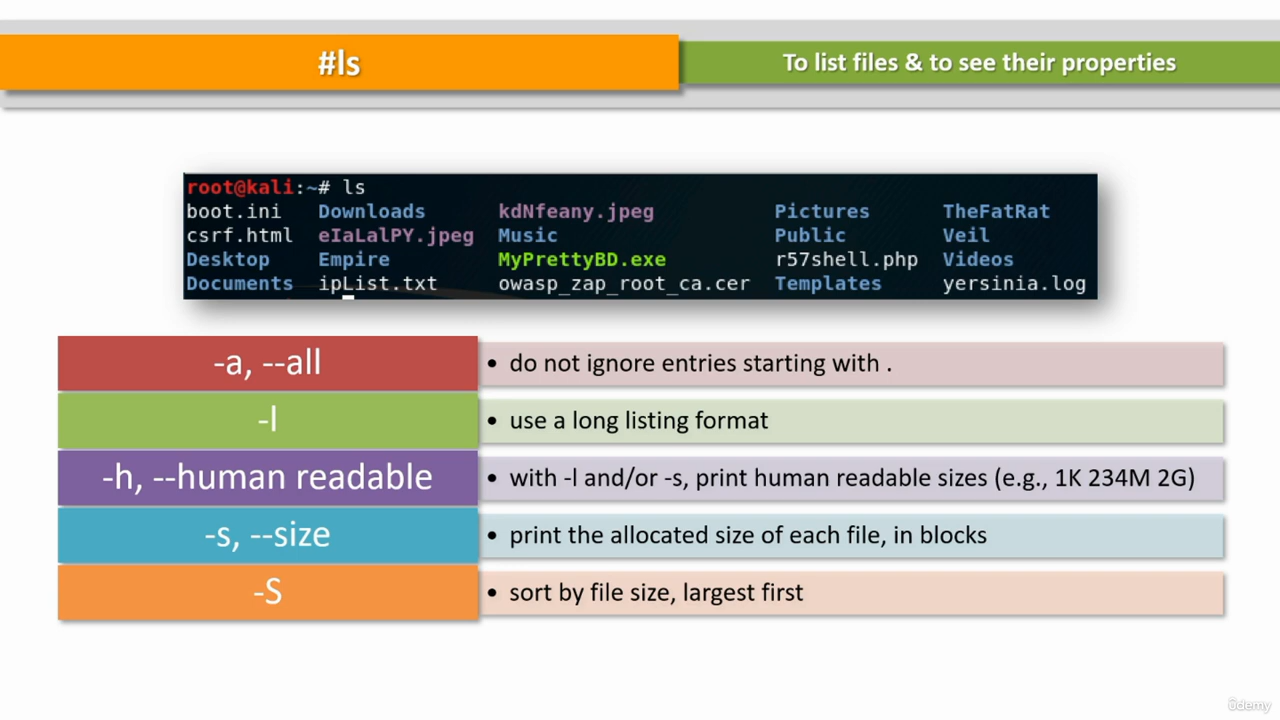 #ls
To list files & to see their properties
root@kali:~# ls
boot.ini Downloads kdNfeany.jpeg Pictures TheFatRat
csrf.html eIaLalPY.jpeg Music Public Veil
Desktop Empire MyPrettyBD.exe r57shell.php Videos
Documents ipList.txt owasp_zap_root_ca.cer Templates yersinia.log
-a, --all • do not ignore entries starting with .
-l • use a long listing format
-h, --human readable • with -l and/or -s, print human readable sizes (e.g., 1K 234M 2G)
-s, --size • print the allocated size of each file, in blocks
-S • sort by file size, largest first
ûdemy